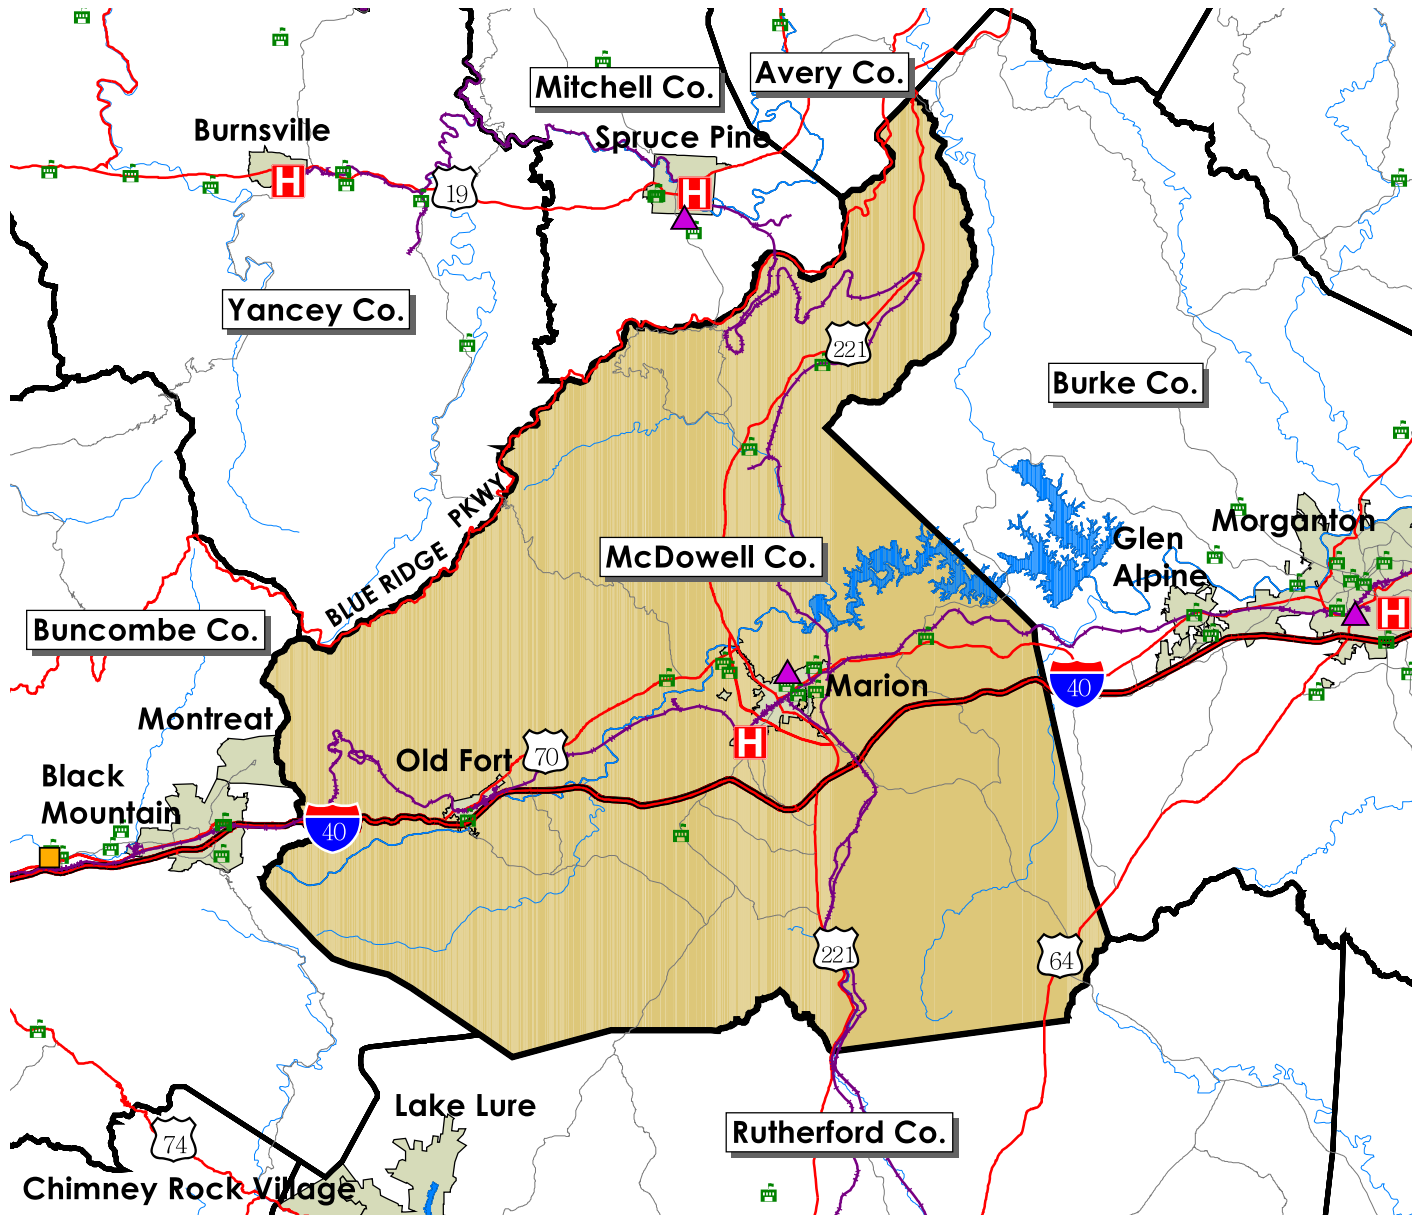 Avery Co.
Mitchell Co.
Burnsville
Spruce Pine
H
H
19
Yancey Co.
221
Burke Co.
BLUE RIDGE PKWY
Morganton
Glen
Alpine
McDowell Co.
Buncombe Co.
H
40
Marion
Montreat
H
70
Old Fort
Black
Mountain
40
221
64
Lake Lure
74
Rutherford Co.
Chimney Rock Village